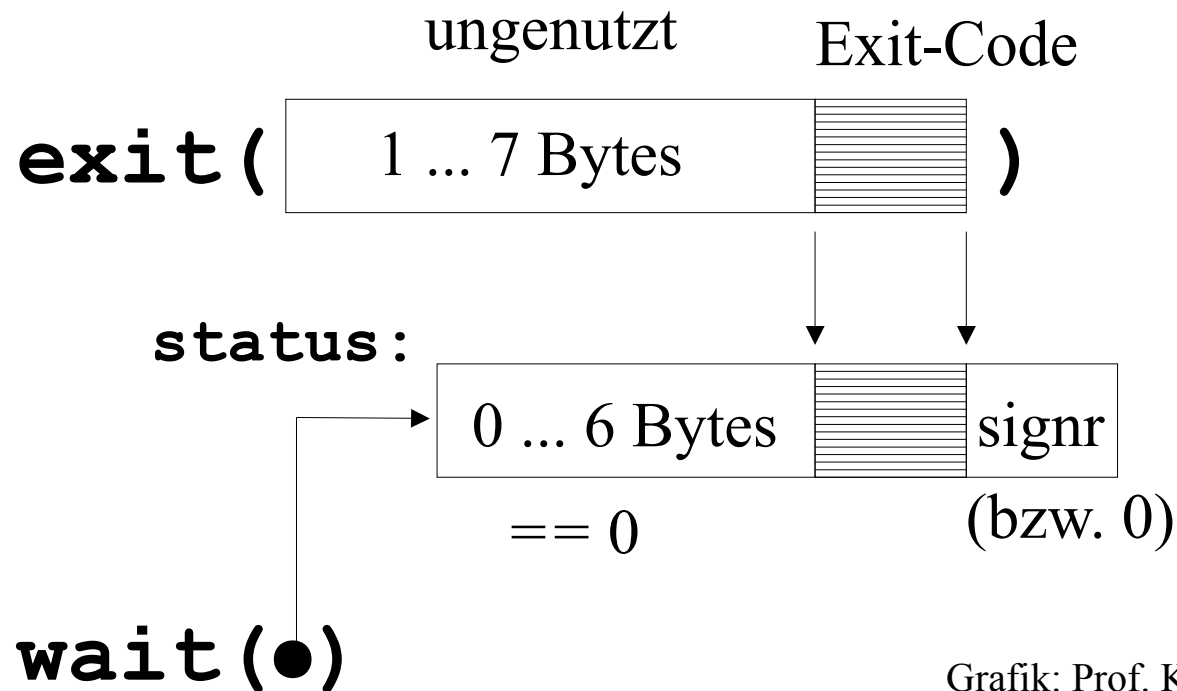 ungenutzt Exit-Code
exit( 1 ... 7 Bytes )
status:
0 ... 6 Bytes signr
== 0 (bzw. 0)
wait( )
Grafik: Prof. K